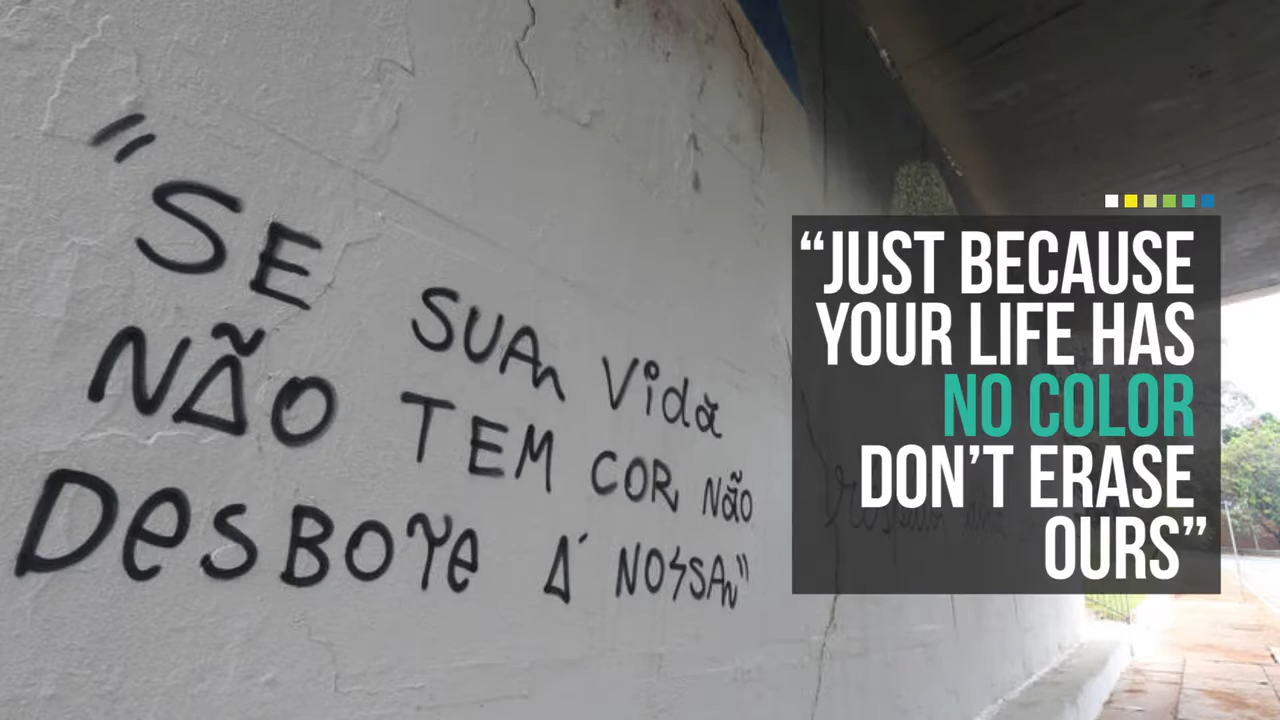 "SE SUA Vida
NÃO TEM COR NÃO
DesBoTe A´ NOSSA"
“JUST BECAUSE
YOUR LIFE HAS
NO COLOR
DON’T ERASE
OURS”